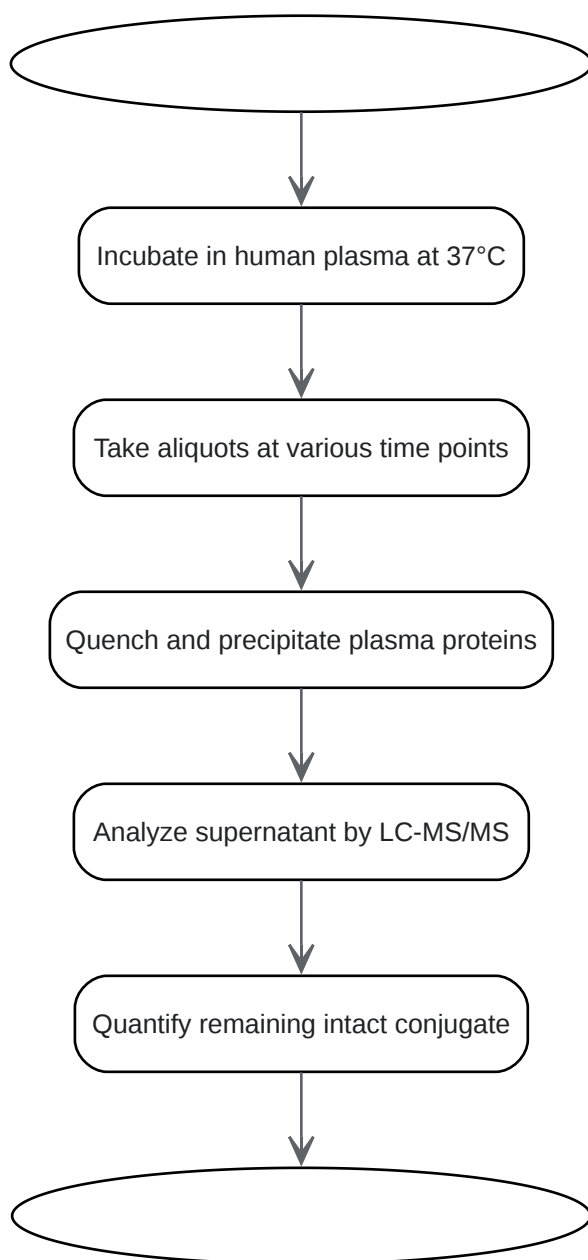 Incubate in human plasma at 37°C
Take aliquots at various time points
Quench and precipitate plasma proteins
Analyze supernatant by LC-MS/MS
Quantify remaining intact conjugate